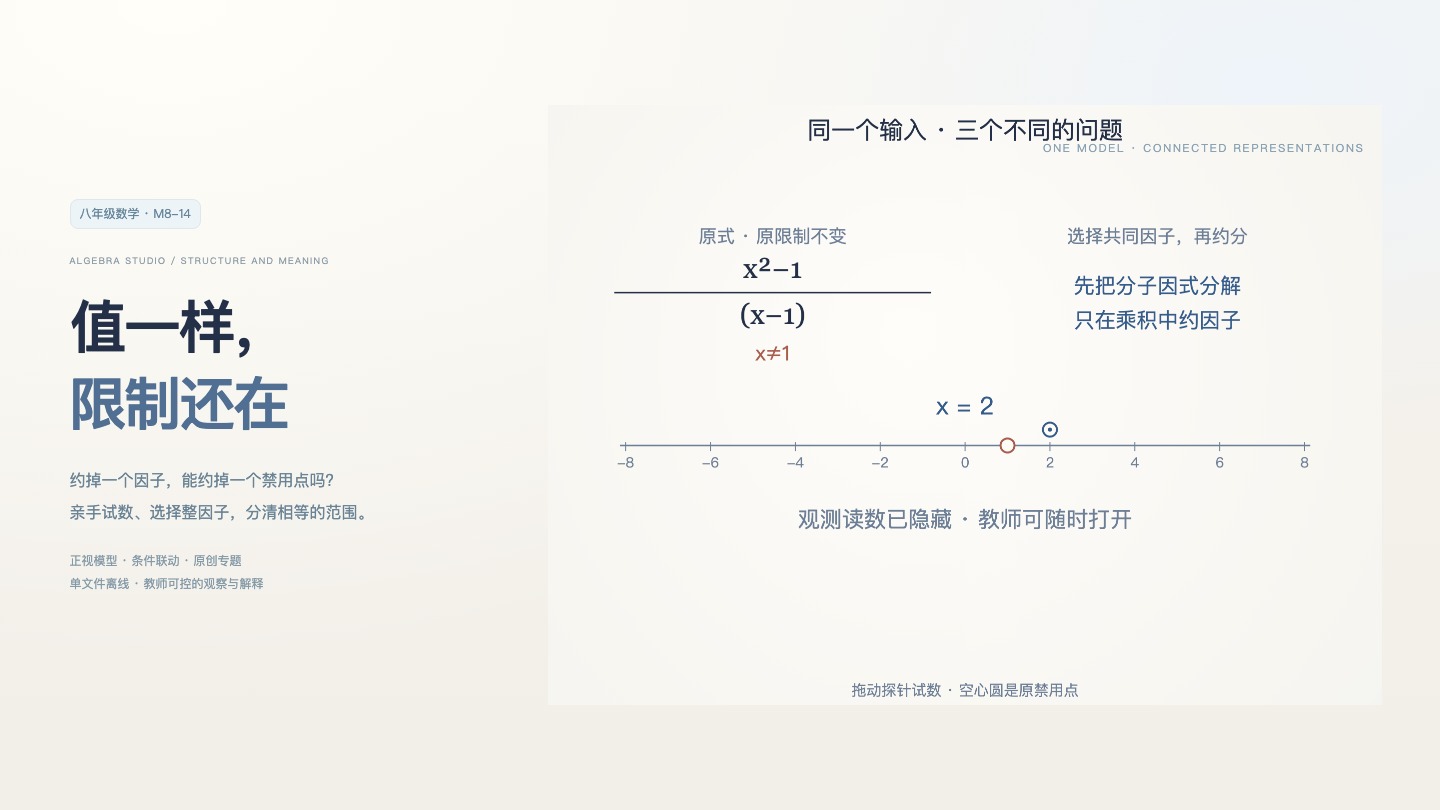 八年级数学 · M8–14
ALGEBRA STUDIO / STRUCTURE AND MEANING
值一样，
限制还在
约掉一个因子，能约掉一个禁用点吗？
亲手试数、选择整因子，分清相等的范围。
正视模型 · 条件联动 · 原创专题
单文件离线 · 教师可控的观察与解释
同一个输入 · 三个不同的问题
ONE MODEL · CONNECTED REPRESENTATIONS
原式 · 原限制不变
x²−1
(x−1)
x≠1
选择共同因子，再约分
先把分子因式分解
只在乘积中约因子
x = 2
−8 −6 −4 −2 0 2 4 6 8
观测读数已隐藏 · 教师可随时打开
拖动探针试数 · 空心圆是原禁用点